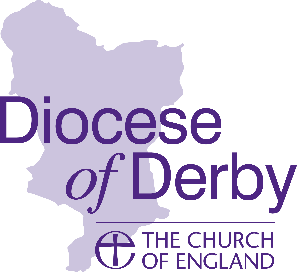 Diocese
of Derby
THE CHURCH
OF ENGLAND